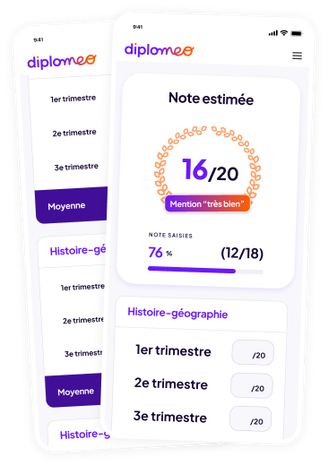 9:41
diplomeo
1er trimestre
2e trimestre
3e trimestre
Moyenne
Histoire-gé
1er trimestre
2e trimestre
3e trimestre
Moyenne
Histoire-g
9:41
diplomeo
Note estimée
16/20
Mention “très bien”
NOTE SAISIES
76 %
(12/18)
Histoire-géographie
1er trimestre
/20
2e trimestre
/20
3e trimestre
/20